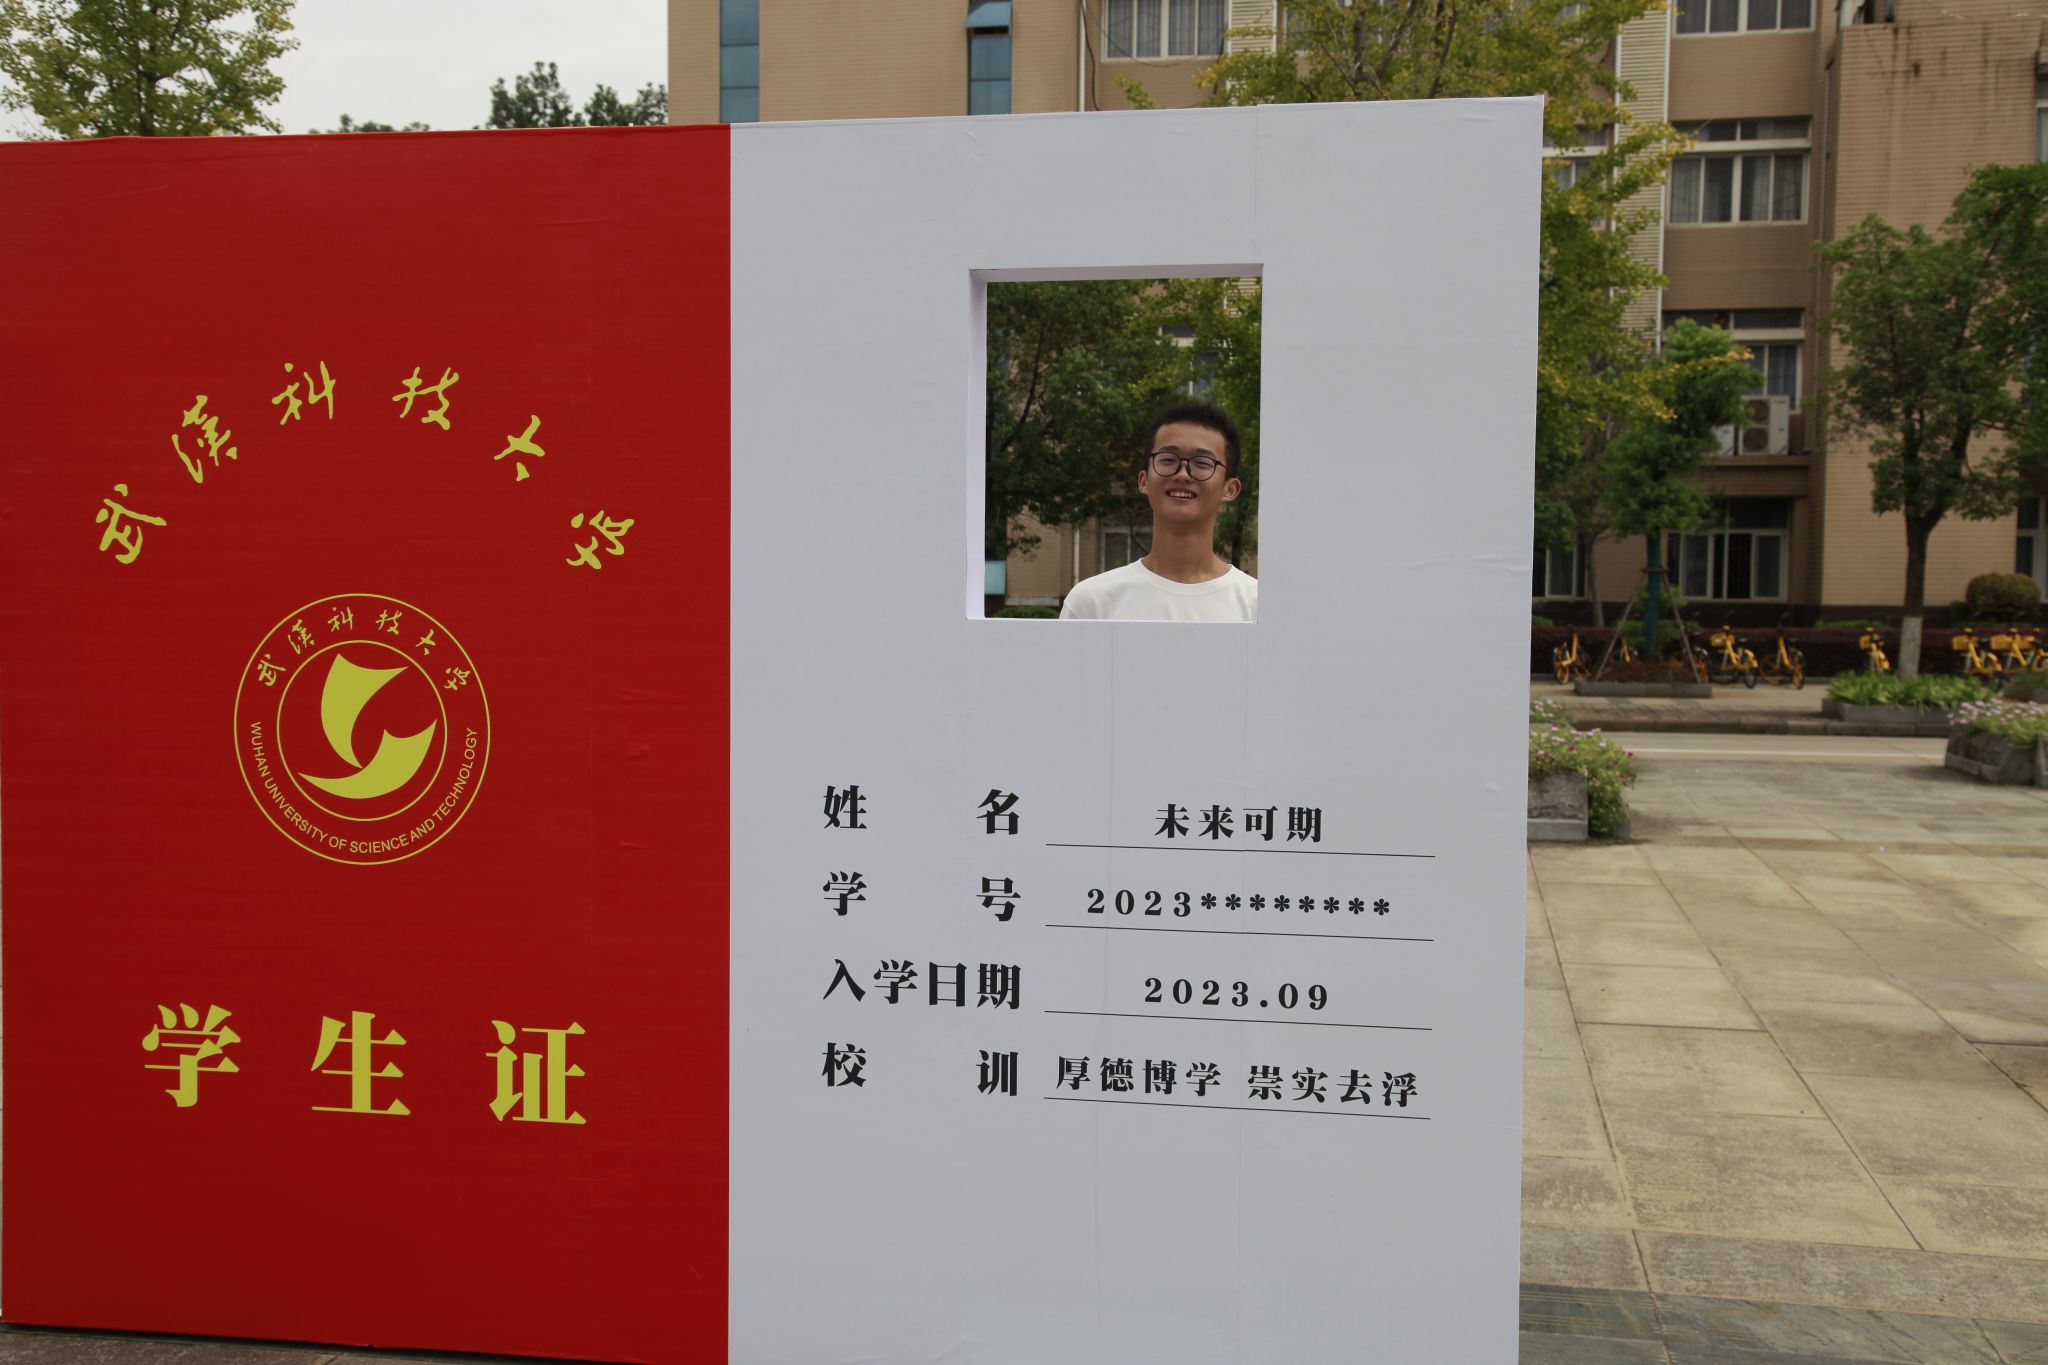 武漢科技大学
武漢科技大学
WUHAN UNIVERSITY OF SCIENCE AND TECHNOLOGY
学生证
姓名 未来可期
学号 2023********
入学日期 2023.09
校训 厚德博学 崇实去浮